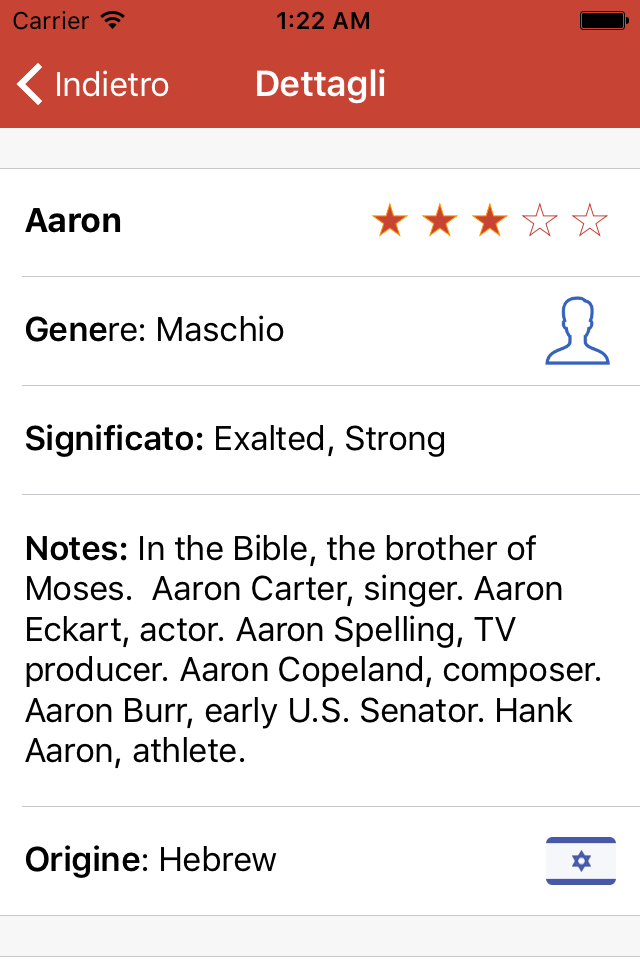 Carrier 1:22 AM
Indietro Dettagli
Aaron
Genere: Maschio
Significato: Exalted, Strong
Notes: In the Bible, the brother of
Moses.  Aaron Carter, singer. Aaron
Eckart, actor. Aaron Spelling, TV
producer. Aaron Copeland, composer.
Aaron Burr, early U.S. Senator. Hank
Aaron, athlete.
Origine: Hebrew